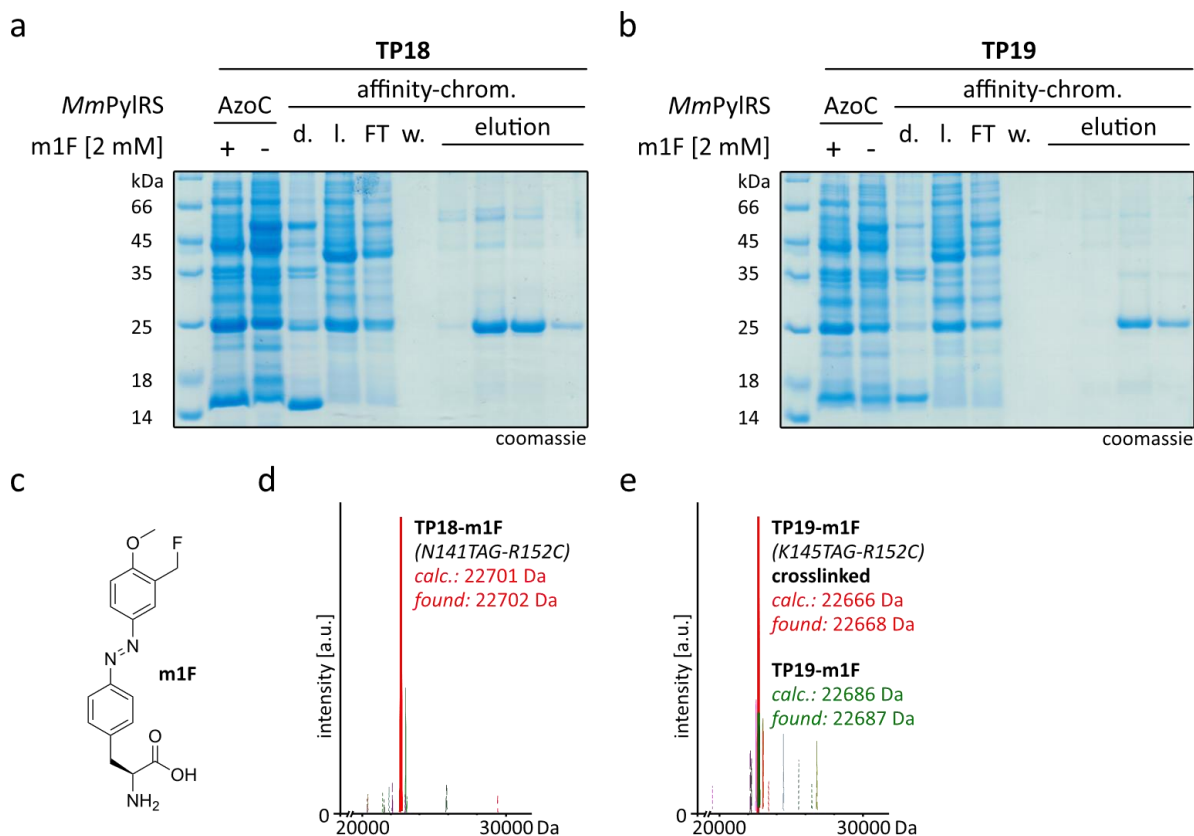 a
TP18
affinity-chrom.
MmPylRS
AzoC
d. l. FT w.
elution
m1F [2 mM]
+ -
kDa
66
45
35
25
18
14
coomassie
b
TP19
affinity-chrom.
MmPylRS
AzoC
d. l. FT w.
elution
m1F [2 mM]
+ -
kDa
66
45
35
25
18
14
coomassie
c
O
F
N
N
m1F
O
OH
NH2
d
TP18-m1F
(N141TAG-R152C)
calc.: 22701 Da
found: 22702 Da
intensity [a.u.]
0
20000 30000 Da
e
TP19-m1F
(K145TAG-R152C)
crosslinked
calc.: 22666 Da
found: 22668 Da
TP19-m1F
calc.: 22686 Da
found: 22687 Da
intensity [a.u.]
0
20000 30000 Da